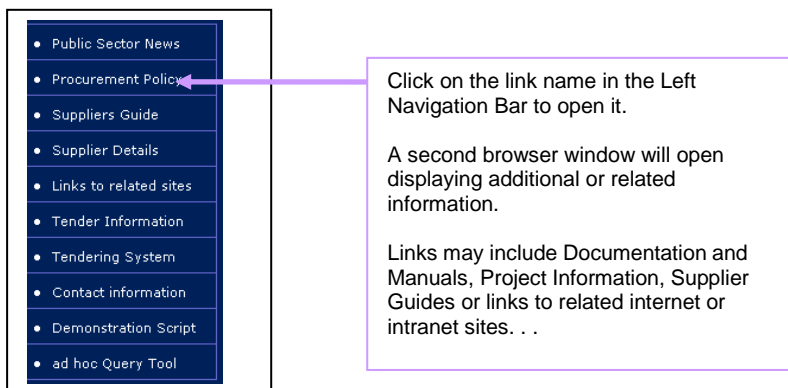 Public Sector News
Procurement Policy
Suppliers Guide
Supplier Details
Links to related sites
Tender Information
Tendering System
Contact information
Demonstration Script
ad hoc Query Tool
Click on the link name in the Left
Navigation Bar to open it.
A second browser window will open
displaying additional or related
information.
Links may include Documentation and
Manuals, Project Information, Supplier
Guides or links to related internet or
intranet sites. . .